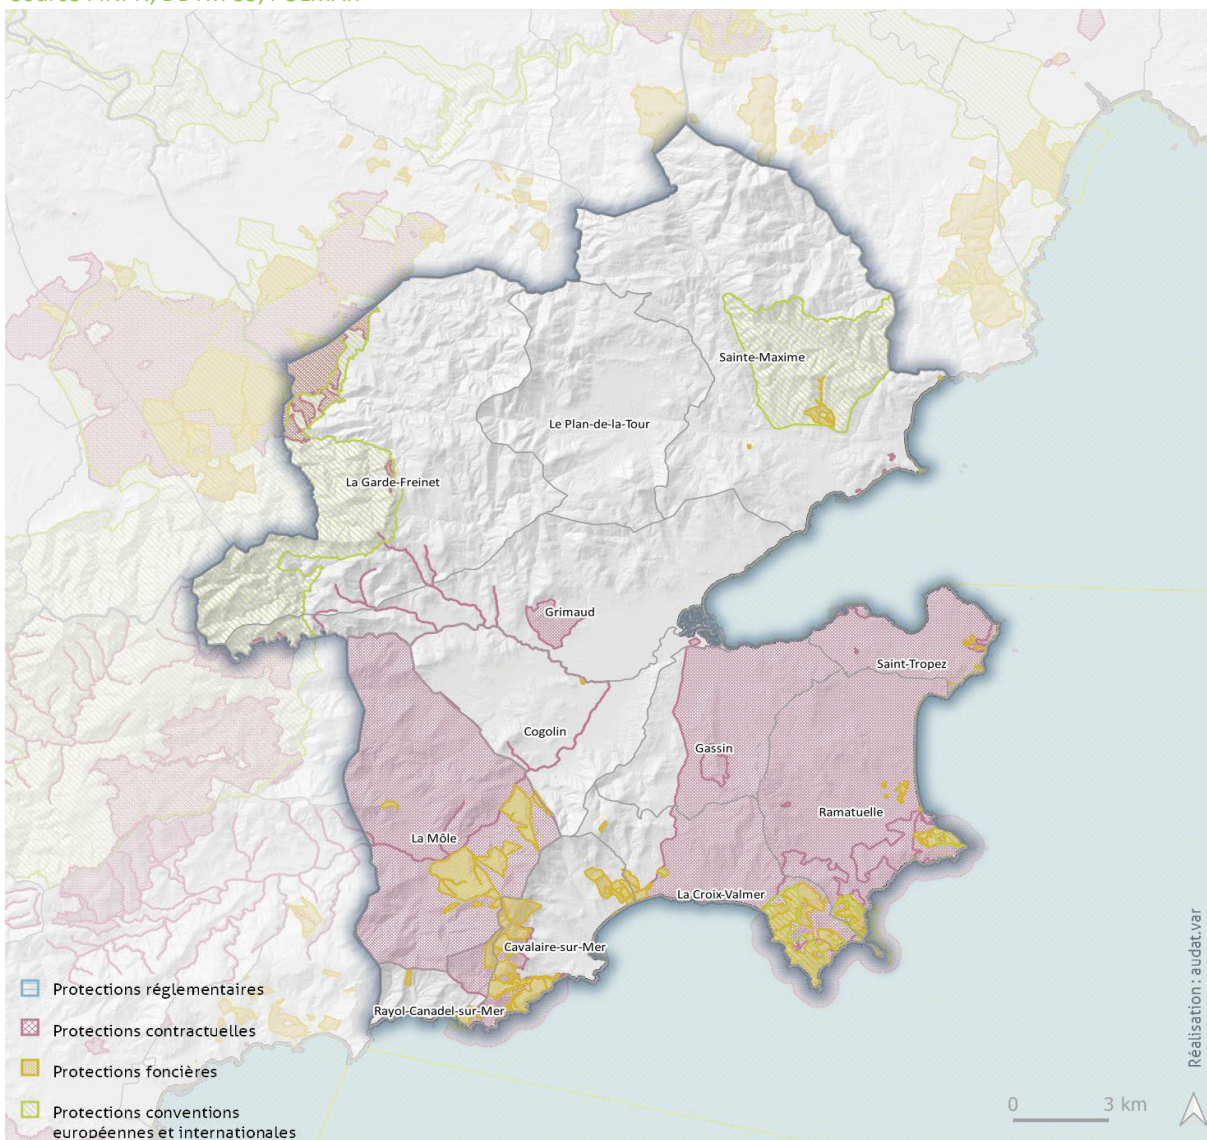 Sainte-Maxime
Le Plan-de-la-Tour
La Garde-Freinet
Grimaud
Saint-Tropez
Cogolin
Gassin
Ramatuelle
La Môle
La Croix-Valmer
Cavalaire-sur-Mer
Rayol-Canadel-sur-Mer
Protections réglementaires
Protections contractuelles
Protections foncières
Protections conventions
européennes et internationales
0 3 km
Réalisation : audat.var